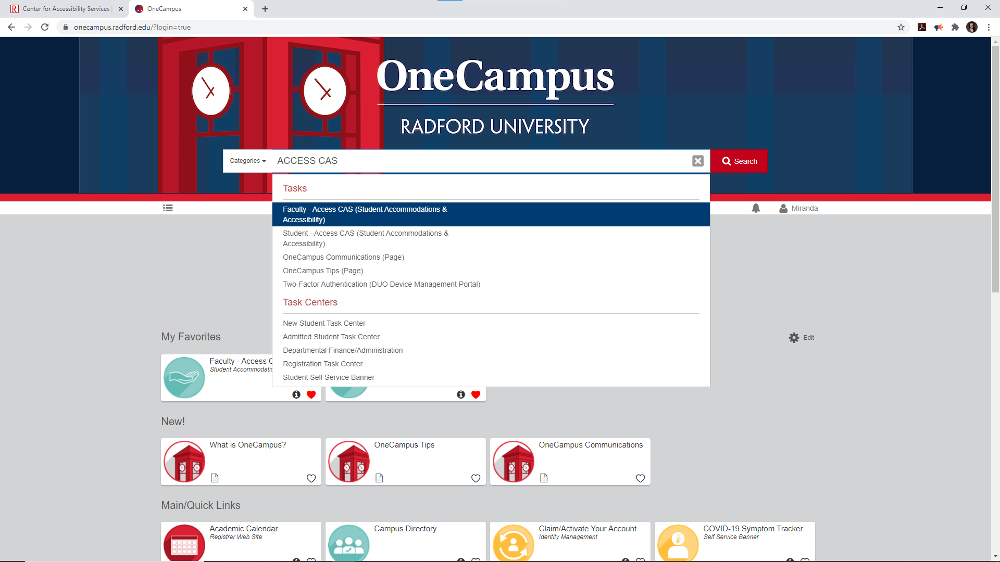 Center for Accessibility Services |
OneCampus
onecampus.radford.edu/?login=true
OneCampus
RADFORD UNIVERSITY
Categories
ACCESS CAS
Search
Tasks
Faculty - Access CAS (Student Accommodations &
Accessibility)
Student - Access CAS (Student Accommodations &
Accessibility)
OneCampus Communications (Page)
OneCampus Tips (Page)
Two-Factor Authentication (DUO Device Management Portal)
Task Centers
New Student Task Center
Admitted Student Task Center
Departmental Finance/Administration
Registration Task Center
Student Self Service Banner
Miranda
My Favorites
Edit
Faculty - Access
Student
New!
What is OneCampus?
OneCampus Tips
OneCampus Communications
Main/Quick Links
Academic Calendar
Registrar Web Site
Campus Directory
Claim/Activate Your Account
Identity Management
COVID-19 Symptom Tracker
Self Service Banner